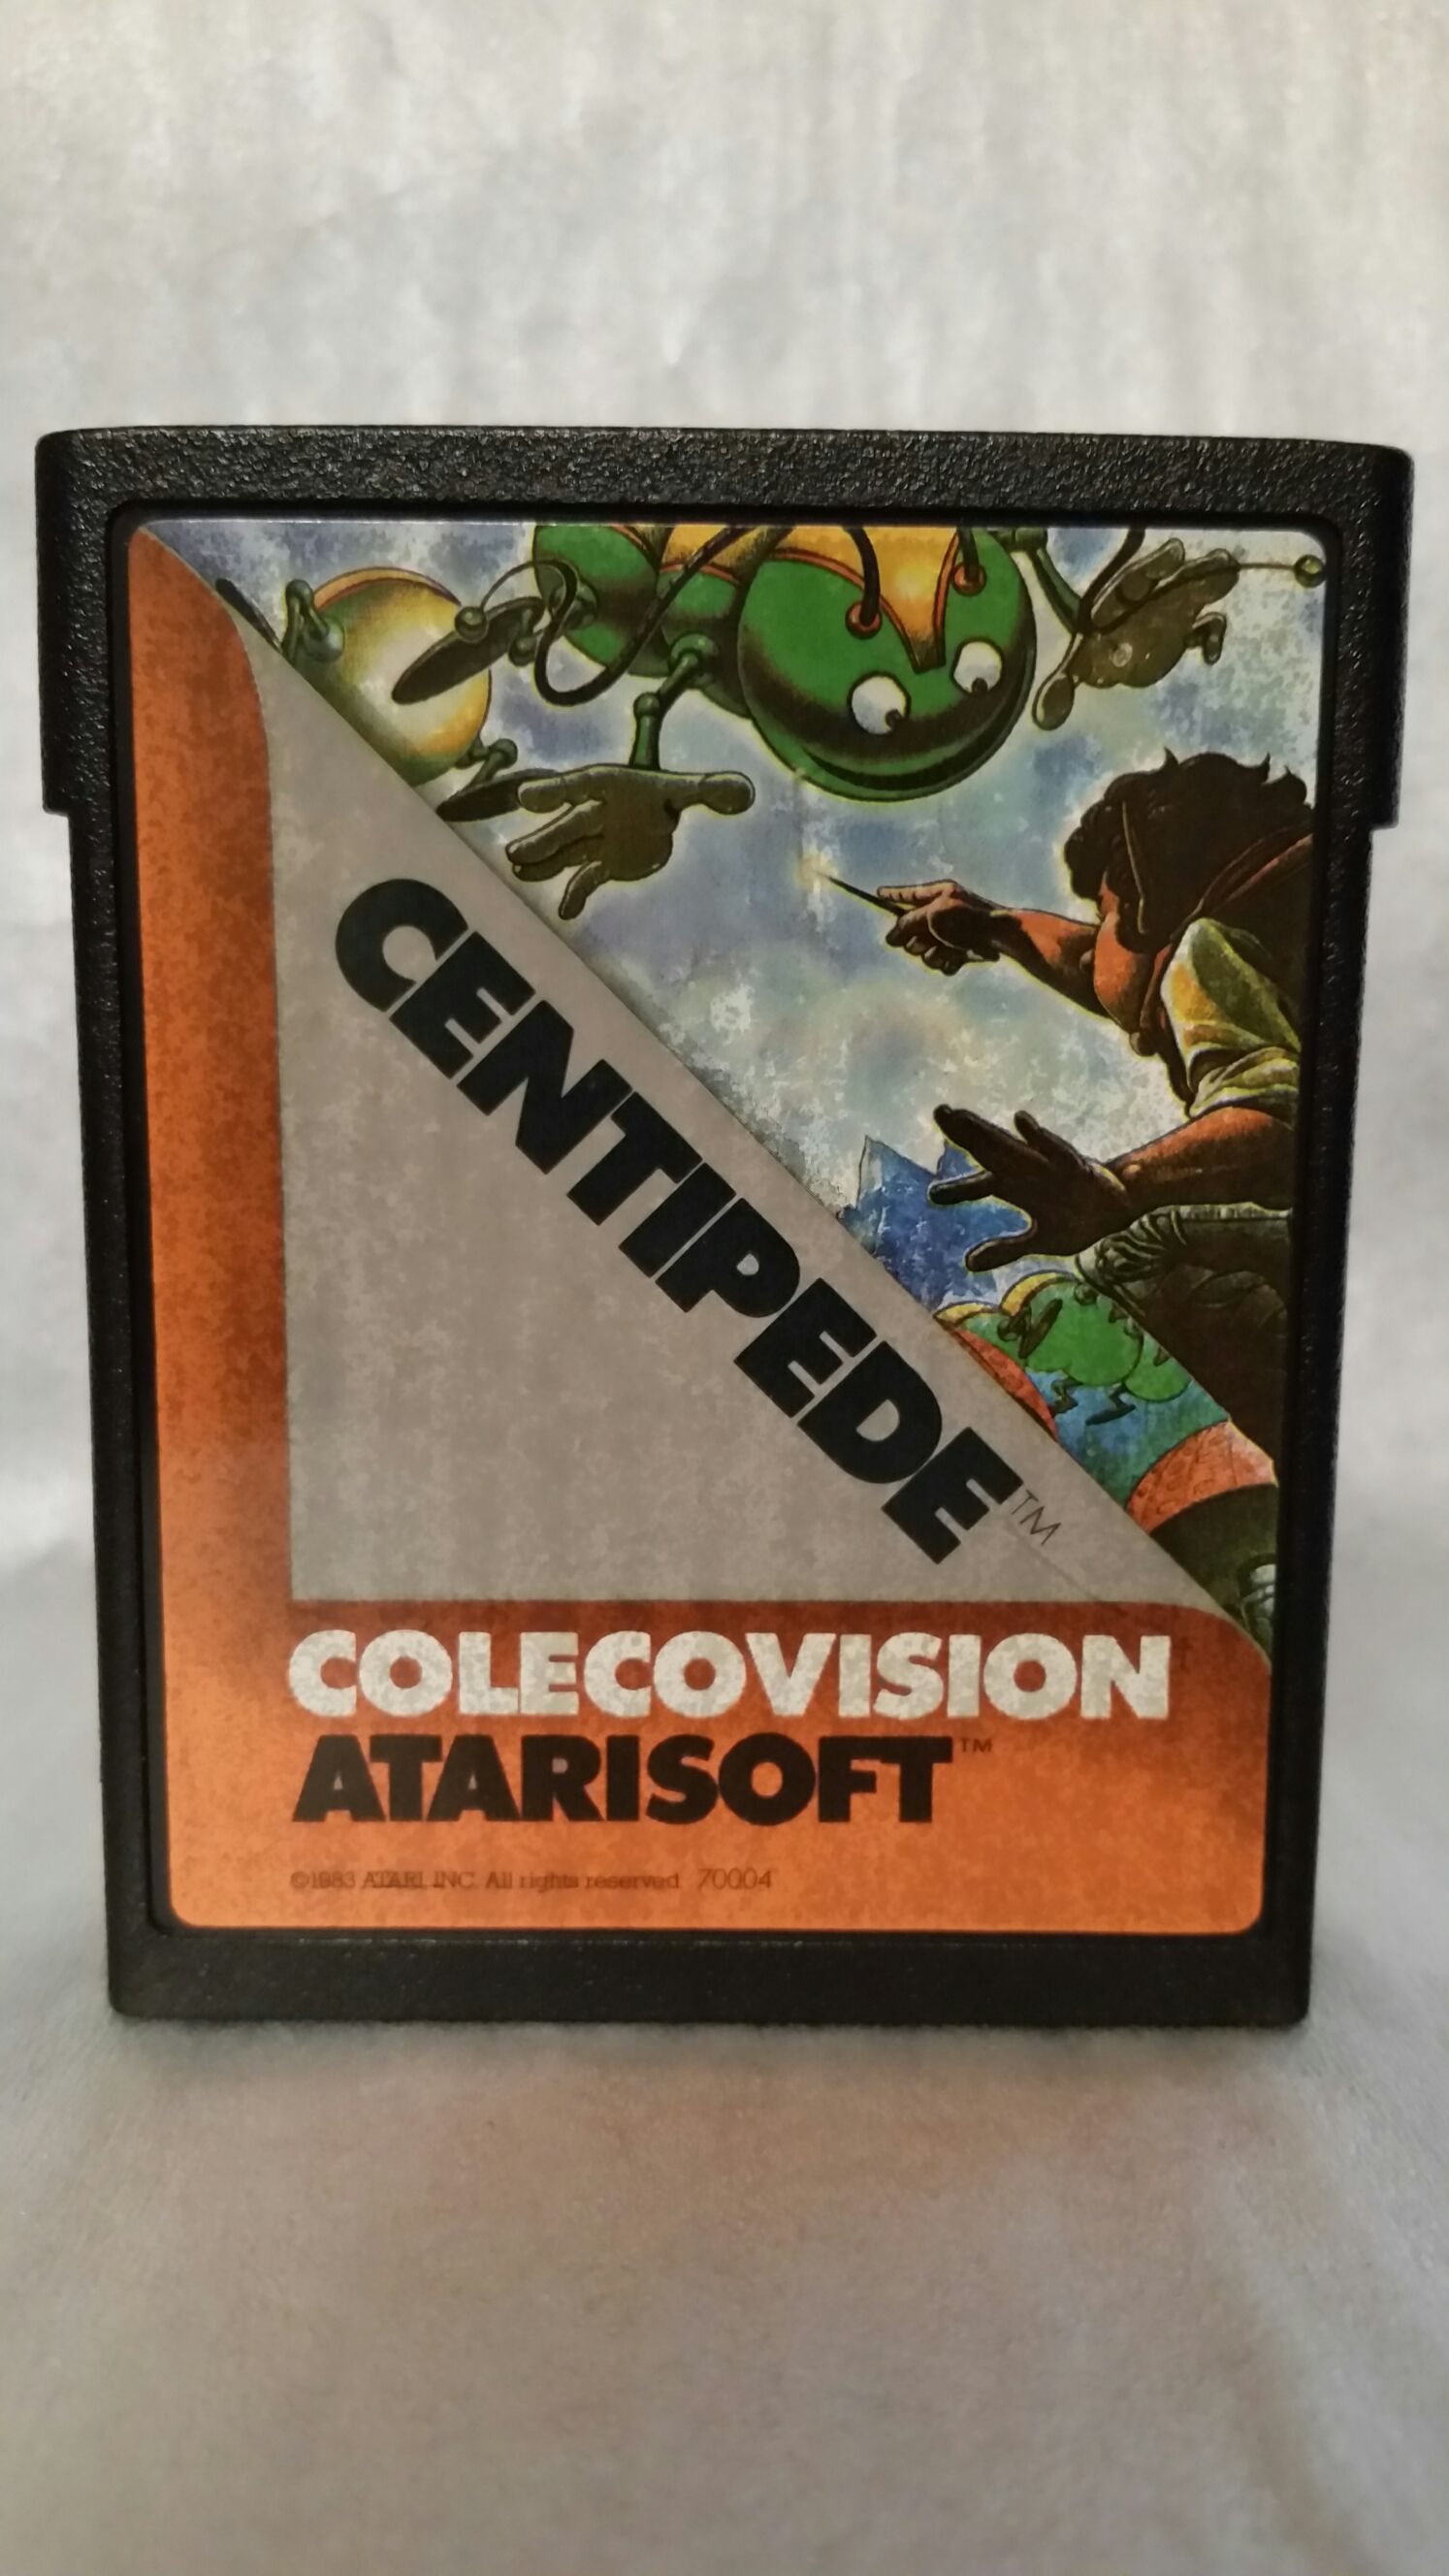 CENTIPEDE™
COLECOVISION
ATARISOFT™
©1983 ATARI, INC. All rights reserved. 70004